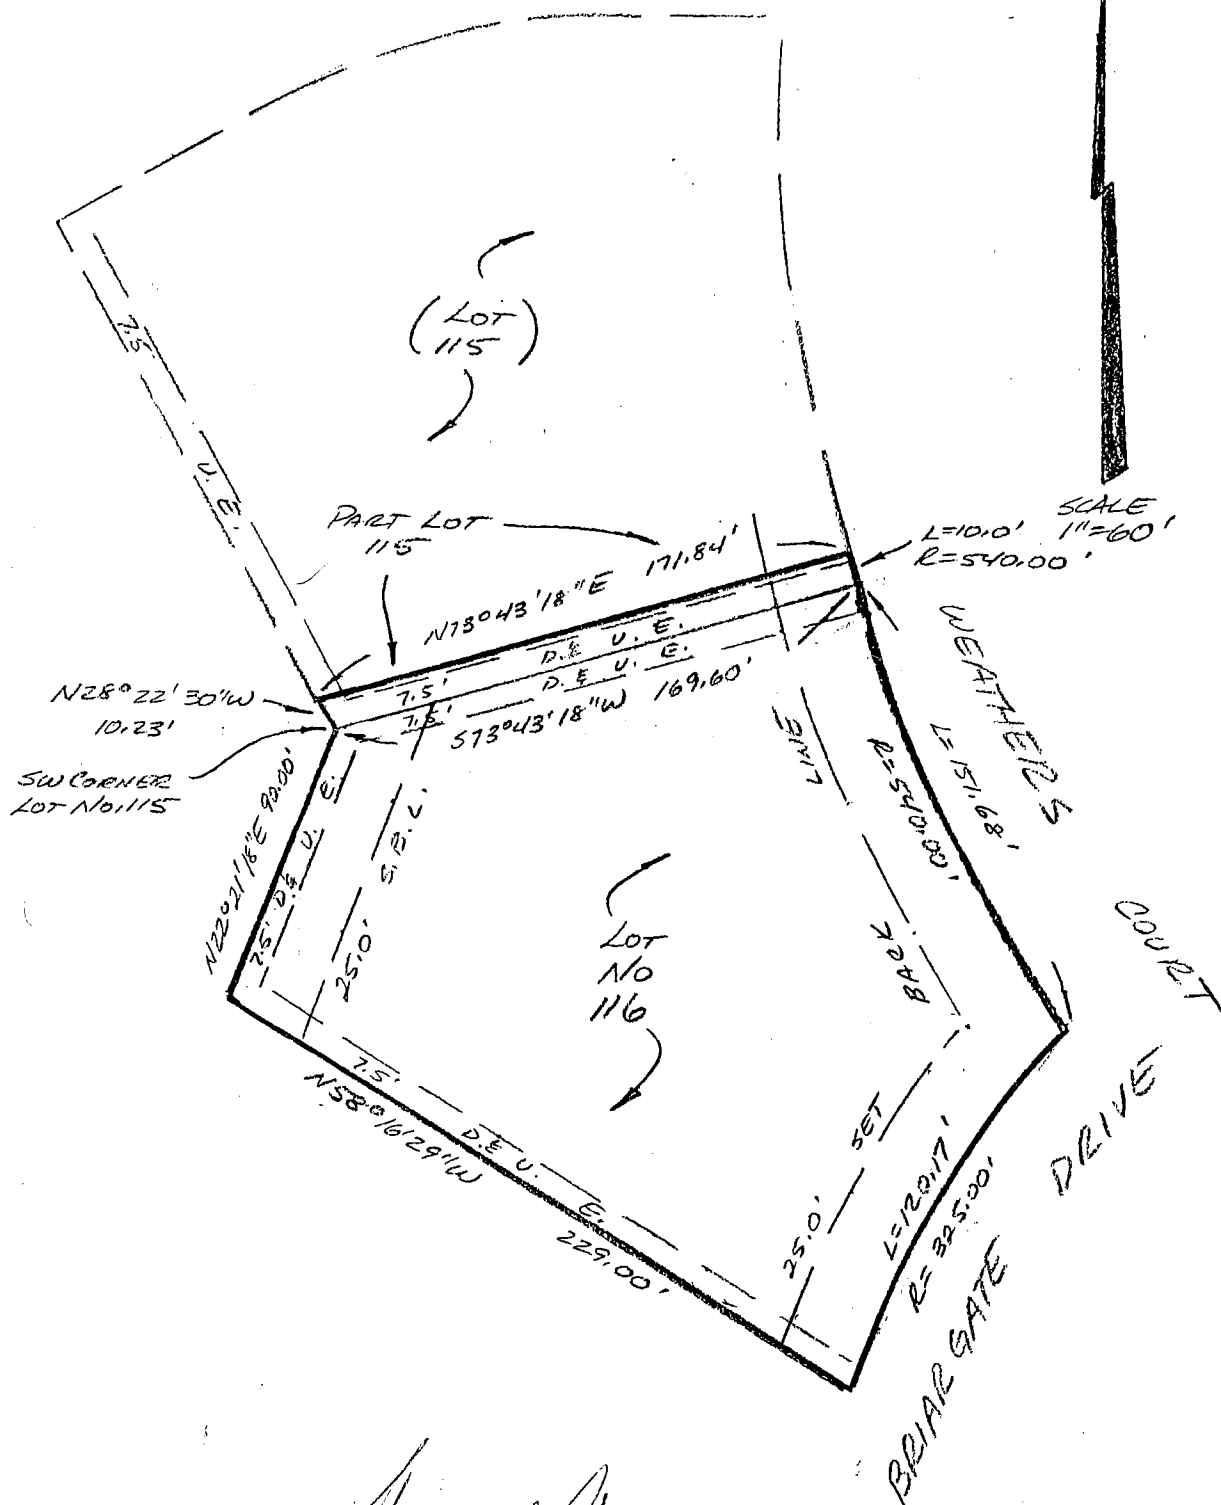 7.5'
U. E.
(LOT
115)
PART LOT
115
171.84'
N73°43'18"E
L=10.0'
R=540.00'
SCALE
1"=60'
N28°22'30"W
10.23'
SW CORNER
LOT No. 115
7.5'
D.& U. E.
7.5'
D. & U. E.
S73°43'18"W 169.60'
N22°21'18"E 90.00'
7.5' D.& U. E.
25.0' S.B.L.
LINE
BACK
SET
25.0'
R=540.00'
L=151.68'
WEATHERS
COURT
LOT
NO
116
7.5'
D.& U. E.
N58°16'29"W
229.00'
L=120.17'
R=325.00'
BRIAR GATE
DRIVE